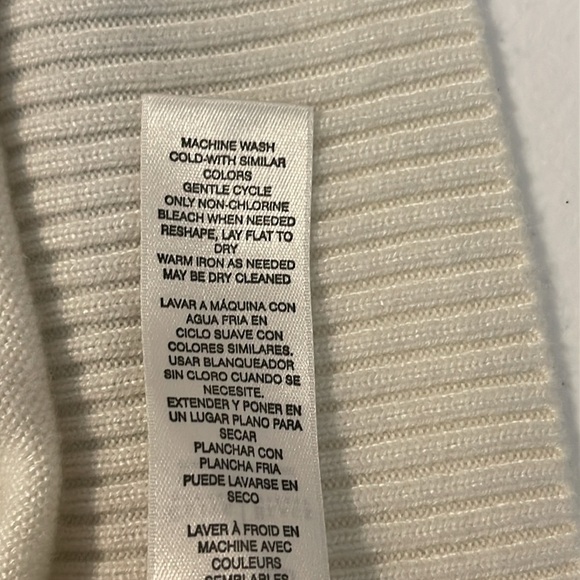 MACHINE WASH
COLD-WITH SIMILAR
COLORS
GENTLE CYCLE
ONLY NON-CHLORINE
BLEACH WHEN NEEDED
RESHAPE, LAY FLAT TO
DRY
WARM IRON AS NEEDED
MAY BE DRY CLEANED
LAVAR A MÁQUINA CON
AGUA FRIA EN
CICLO SUAVE CON
COLORES SIMILARES.
USAR BLANQUEADOR
SIN CLORO CUANDO SE
NECESITE.
EXTENDER Y PONER EN
UN LUGAR PLANO PARA
SECAR
PLANCHAR CON
PLANCHA FRIA
PUEDE LAVARSE EN
SECO
LAVER À FROID EN
MACHINE AVEC
COULEURS
SEMBLABLES